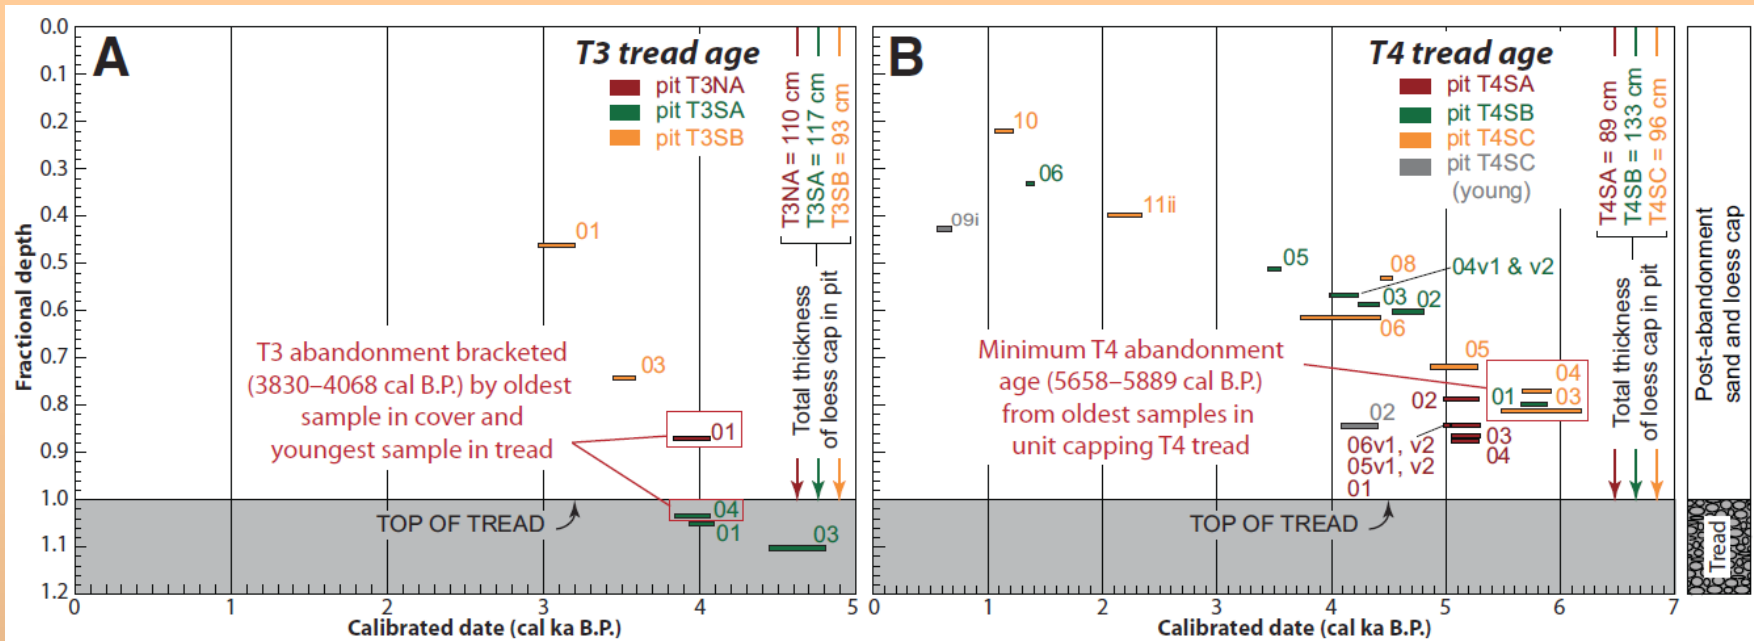 A
T3 tread age
pit T3NA
pit T3SA
pit T3SB
T3NA = 110 cm
T3SA = 117 cm
T3SB = 93 cm
Total thickness
of loess cap in pit
Fractional depth
0.0
0.1
0.2
0.3
0.4
0.5
0.6
0.7
0.8
0.9
1.0
1.1
1.2
01
03
01
04
01
03
T3 abandonment bracketed
(3830–4068 cal B.P.) by oldest
sample in cover and
youngest sample in tread
TOP OF TREAD
0 1 2 3 4 5
Calibrated date (cal ka B.P.)
B
T4 tread age
pit T4SA
pit T4SB
pit T4SC
pit T4SC
(young)
T4SA = 89 cm
T4SB = 133 cm
T4SC = 96 cm
Total thickness
of loess cap in pit
10
06
11ii
09i
05
08
04v1 & v2
03
02
06
05
04
01
03
02
02
06v1, v2
03
05v1, v2
04
01
Minimum T4 abandonment
age (5658–5889 cal B.P.)
from oldest samples in
unit capping T4 tread
TOP OF TREAD
0 1 2 3 4 5 6 7
Calibrated date (cal ka B.P.)
Post-abandonment
sand and loess cap
Tread